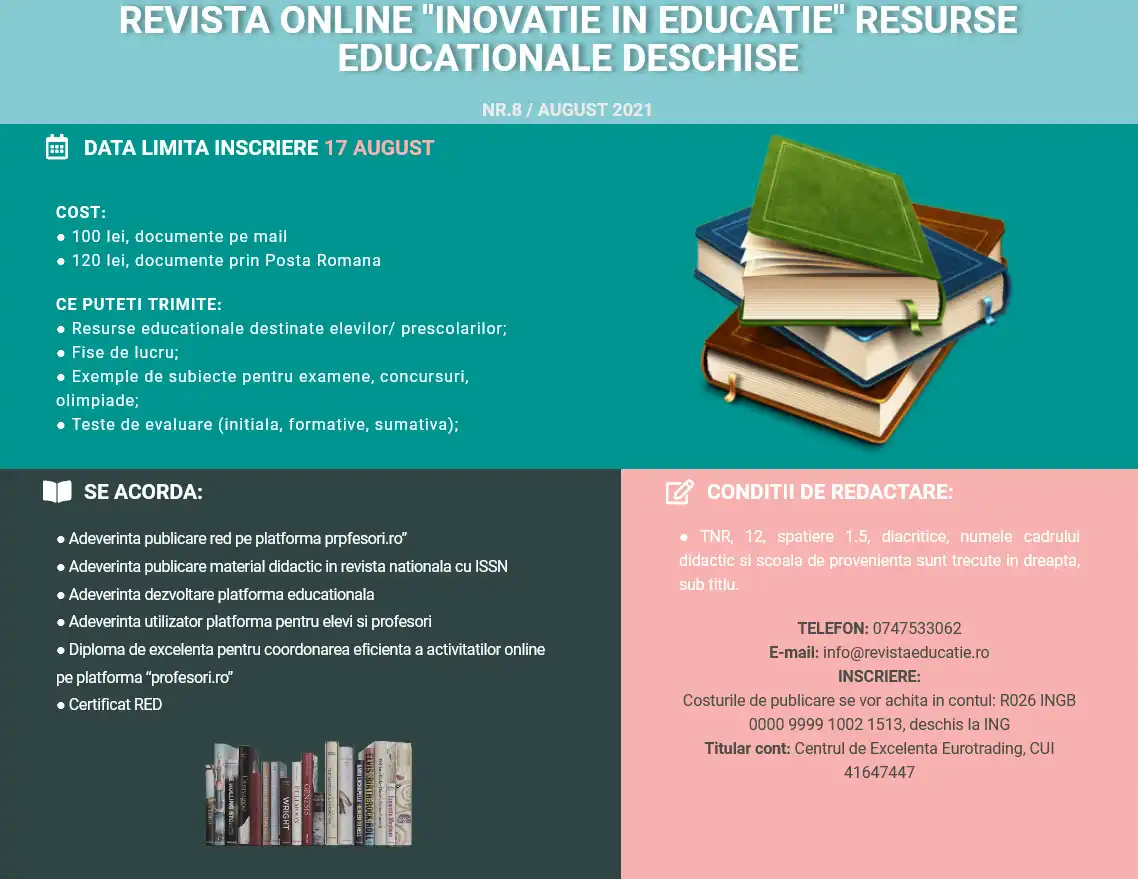 REVISTA ONLINE "INOVATIE IN EDUCATIE" RESURSE
EDUCATIONALE DESCHISE
NR.8 / AUGUST 2021
DATA LIMITA INSCRIERE 17 AUGUST
COST:
● 100 lei, documente pe mail
● 120 lei, documente prin Posta Romana
CE PUTETI TRIMITE:
● Resurse educationale destinate elevilor/ prescolarilor;
● Fise de lucru;
● Exemple de subiecte pentru examene, concursuri,
olimpiade;
● Teste de evaluare (initiala, formative, sumativa);
SE ACORDA:
● Adeverinta publicare red pe platforma prpfesori.ro”
● Adeverinta publicare material didactic in revista nationala cu ISSN
● Adeverinta dezvoltare platforma educationala
● Adeverinta utilizator platforma pentru elevi si profesori
● Diploma de excelenta pentru coordonarea eficienta a activitatilor online
pe platforma “profesori.ro”
● Certificat RED
WRIGHT
GENESIS
CONDITII DE REDACTARE:
● TNR, 12, spatiere 1.5, diacritice, numele cadrului
didactic si scoala de provenienta sunt trecute in dreapta,
sub titlu.
TELEFON: 0747533062
E-mail: info@revistaeducatie.ro
INSCRIERE:
Costurile de publicare se vor achita in contul: R026 INGB
0000 9999 1002 1513, deschis la ING
Titular cont: Centrul de Excelenta Eurotrading, CUI
41647447